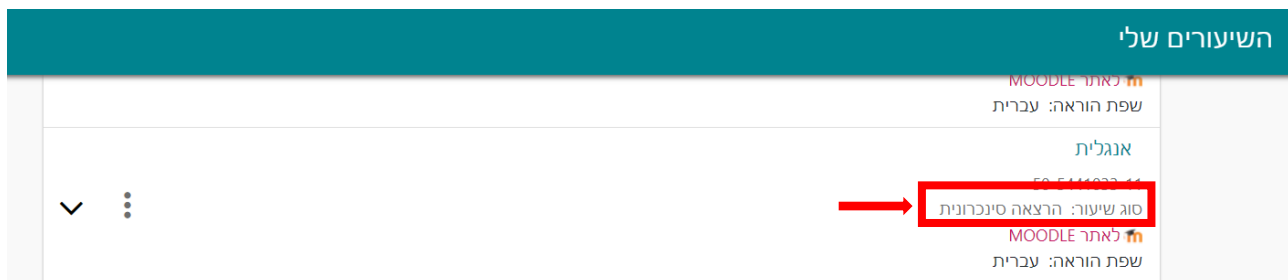 השיעורים שלי
לאתר MOODLE
שפת הוראה: עברית
אנגלית
סוג שיעור: הרצאה סינכרונית
לאתר MOODLE
שפת הוראה: עברית